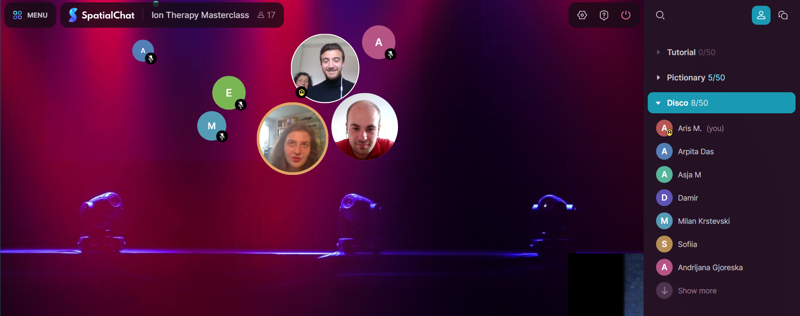 MENU
SpatialChat
Ion Therapy Masterclass
17
A
A
E
M
Tutorial 0/50
Pictionary 5/50
Disco 8/50
A Aris M. (you)
A Arpita Das
A Asja M
D Damir
M Milan Krstevski
S Sofiia
A Andrijana Gjoreska
Show more